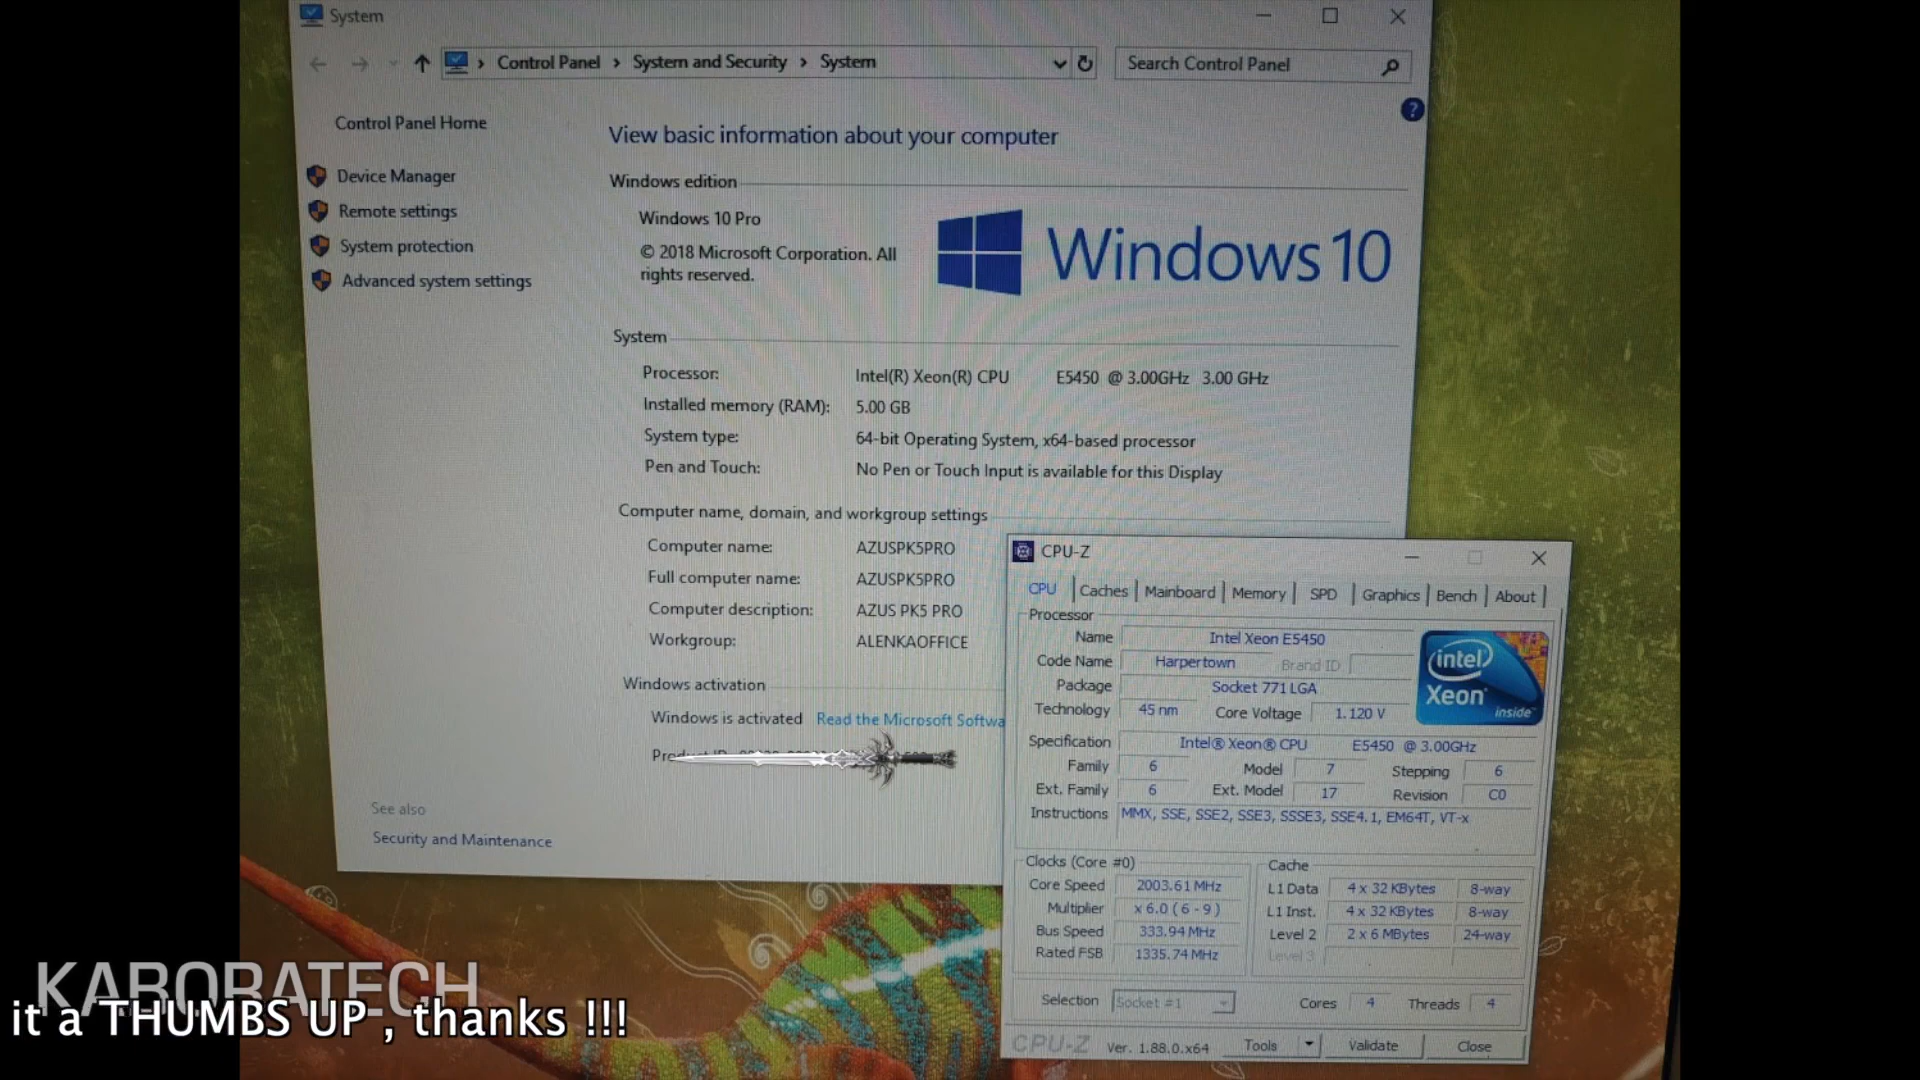 System
Control Panel > System and Security > System
Search Control Panel
?
Control Panel Home
Device Manager
Remote settings
System protection
Advanced system settings
View basic information about your computer
Windows edition
Windows 10 Pro
© 2018 Microsoft Corporation. All
rights reserved.
Windows 10
System
Processor: Intel(R) Xeon(R) CPU E5450 @ 3.00GHz 3.00 GHz
Installed memory (RAM): 5.00 GB
System type: 64-bit Operating System, x64-based processor
Pen and Touch: No Pen or Touch Input is available for this Display
Computer name, domain, and workgroup settings
Computer name: AZUSPK5PRO
Full computer name: AZUSPK5PRO
Computer description: AZUS PK5 PRO
Workgroup: ALENKAOFFICE
Windows activation
Windows is activated Read the Microsoft Softwa
See also
Security and Maintenance
CPU-Z
CPU Caches Mainboard Memory SPD Graphics Bench About
Processor
Name Intel Xeon E5450
Code Name Harpertown Brand ID
Package Socket 771 LGA
Technology 45 nm Core Voltage 1.120 V
intel Xeon inside™
Specification Intel® Xeon® CPU E5450 @ 3.00GHz
Family 6 Model 7 Stepping 6
Ext. Family 6 Ext. Model 17 Revision C0
Instructions MMX, SSE, SSE2, SSE3, SSSE3, SSE4.1, EM64T, VT-x
Clocks (Core #0)
Core Speed 2003.61 MHz
Multiplier x 6.0 ( 6 - 9 )
Bus Speed 333.94 MHz
Rated FSB 1335.74 MHz
Cache
L1 Data 4 x 32 KBytes 8-way
L1 Inst. 4 x 32 KBytes 8-way
Level 2 2 x 6 MBytes 24-way
Level 3
Selection Socket #1 Cores 4 Threads 4
CPU-Z Ver. 1.88.0.x64 Tools Validate Close
KABORATECH
it a THUMBS UP , thanks !!!